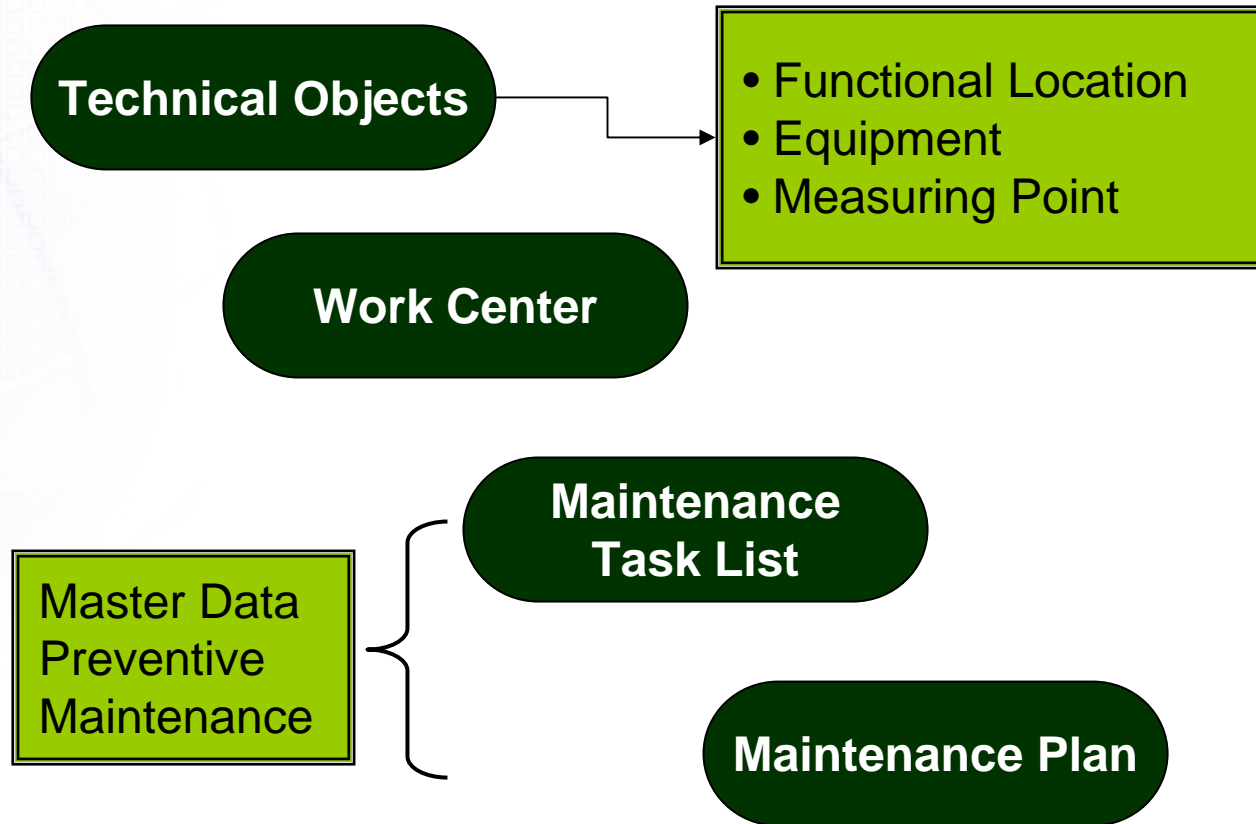 Technical Objects
• Functional Location
• Equipment
• Measuring Point
Work Center
Maintenance
Task List
Master Data
Preventive
Maintenance
Maintenance Plan